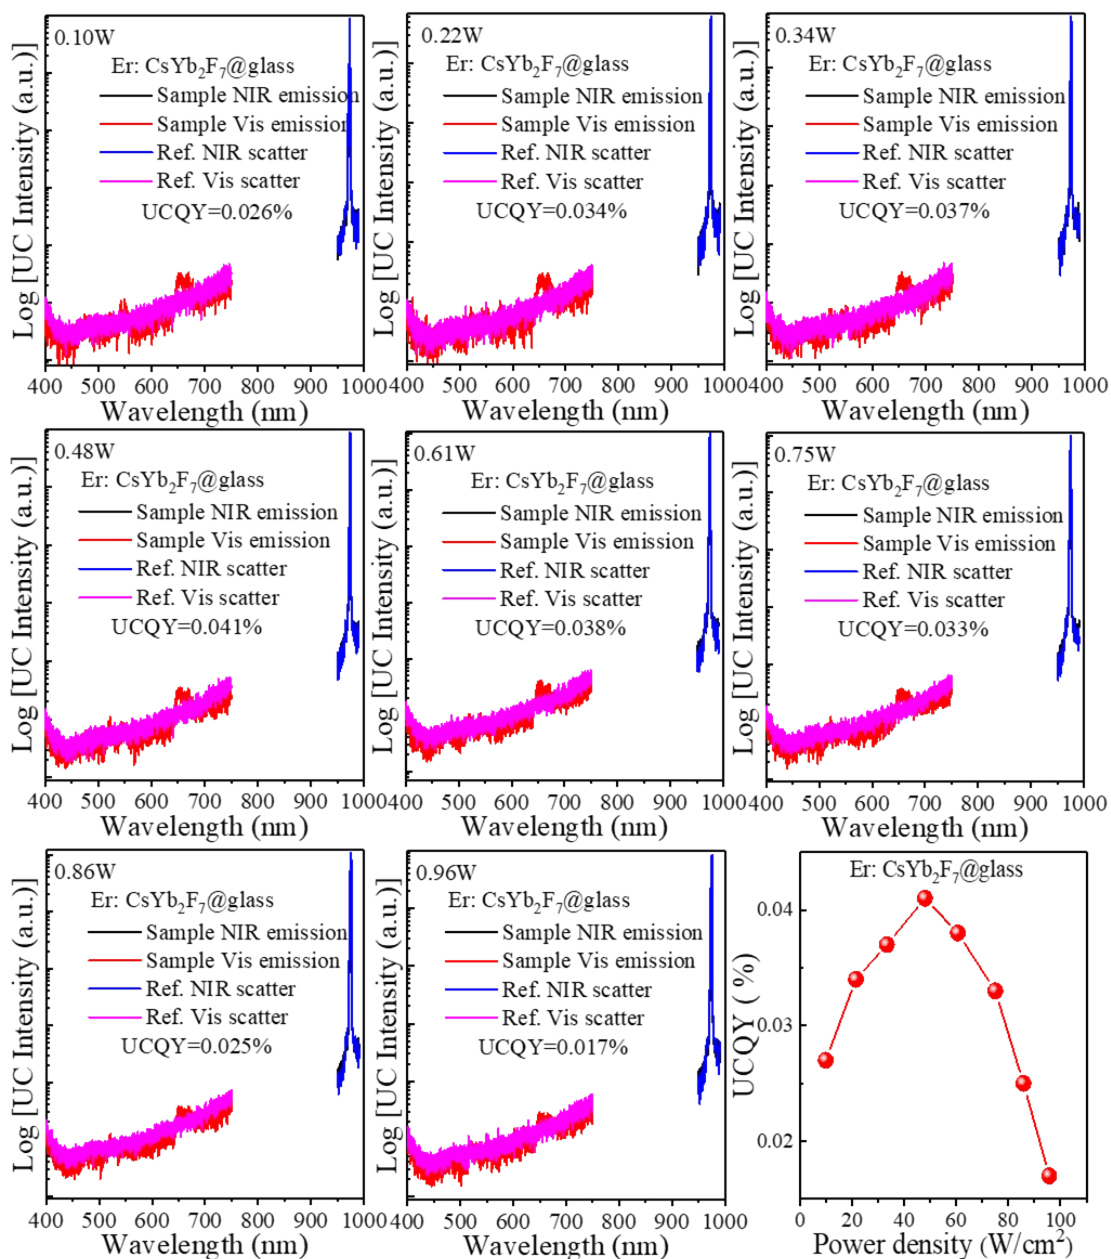 0.10W
Er: CsYb₂F₇@glass
Sample NIR emission
Sample Vis emission
Ref. NIR scatter
Ref. Vis scatter
UCQY=0.026%
Log [UC Intensity (a.u.)]
400 500 600 700 800 900 1000
Wavelength (nm)
0.22W
Er: CsYb₂F₇@glass
Sample NIR emission
Sample Vis emission
Ref. NIR scatter
Ref. Vis scatter
UCQY=0.034%
Log [UC Intensity (a.u.)]
400 500 600 700 800 900 1000
Wavelength (nm)
0.34W
Er: CsYb₂F₇@glass
Sample NIR emission
Sample Vis emission
Ref. NIR scatter
Ref. Vis scatter
UCQY=0.037%
Log [UC Intensity (a.u.)]
400 500 600 700 800 900 1000
Wavelength (nm)
0.48W
Er: CsYb₂F₇@glass
Sample NIR emission
Sample Vis emission
Ref. NIR scatter
Ref. Vis scatter
UCQY=0.041%
Log [UC Intensity (a.u.)]
400 500 600 700 800 900 1000
Wavelength (nm)
0.61W
Er: CsYb₂F₇@glass
Sample NIR emission
Sample Vis emission
Ref. NIR scatter
Ref. Vis scatter
UCQY=0.038%
Log [UC Intensity (a.u.)]
400 500 600 700 800 900 1000
Wavelength (nm)
0.75W
Er: CsYb₂F₇@glass
Sample NIR emission
Sample Vis emission
Ref. NIR scatter
Ref. Vis scatter
UCQY=0.033%
Log [UC Intensity (a.u.)]
400 500 600 700 800 900 1000
Wavelength (nm)
0.86W
Er: CsYb₂F₇@glass
Sample NIR emission
Sample Vis emission
Ref. NIR scatter
Ref. Vis scatter
UCQY=0.025%
Log [UC Intensity (a.u.)]
400 500 600 700 800 900 1000
Wavelength (nm)
0.96W
Er: CsYb₂F₇@glass
Sample NIR emission
Sample Vis emission
Ref. NIR scatter
Ref. Vis scatter
UCQY=0.017%
Log [UC Intensity (a.u.)]
400 500 600 700 800 900 1000
Wavelength (nm)
Er: CsYb₂F₇@glass
0.04
0.03
0.02
UCQY ( %)
0 20 40 60 80 100
Power density (W/cm²)